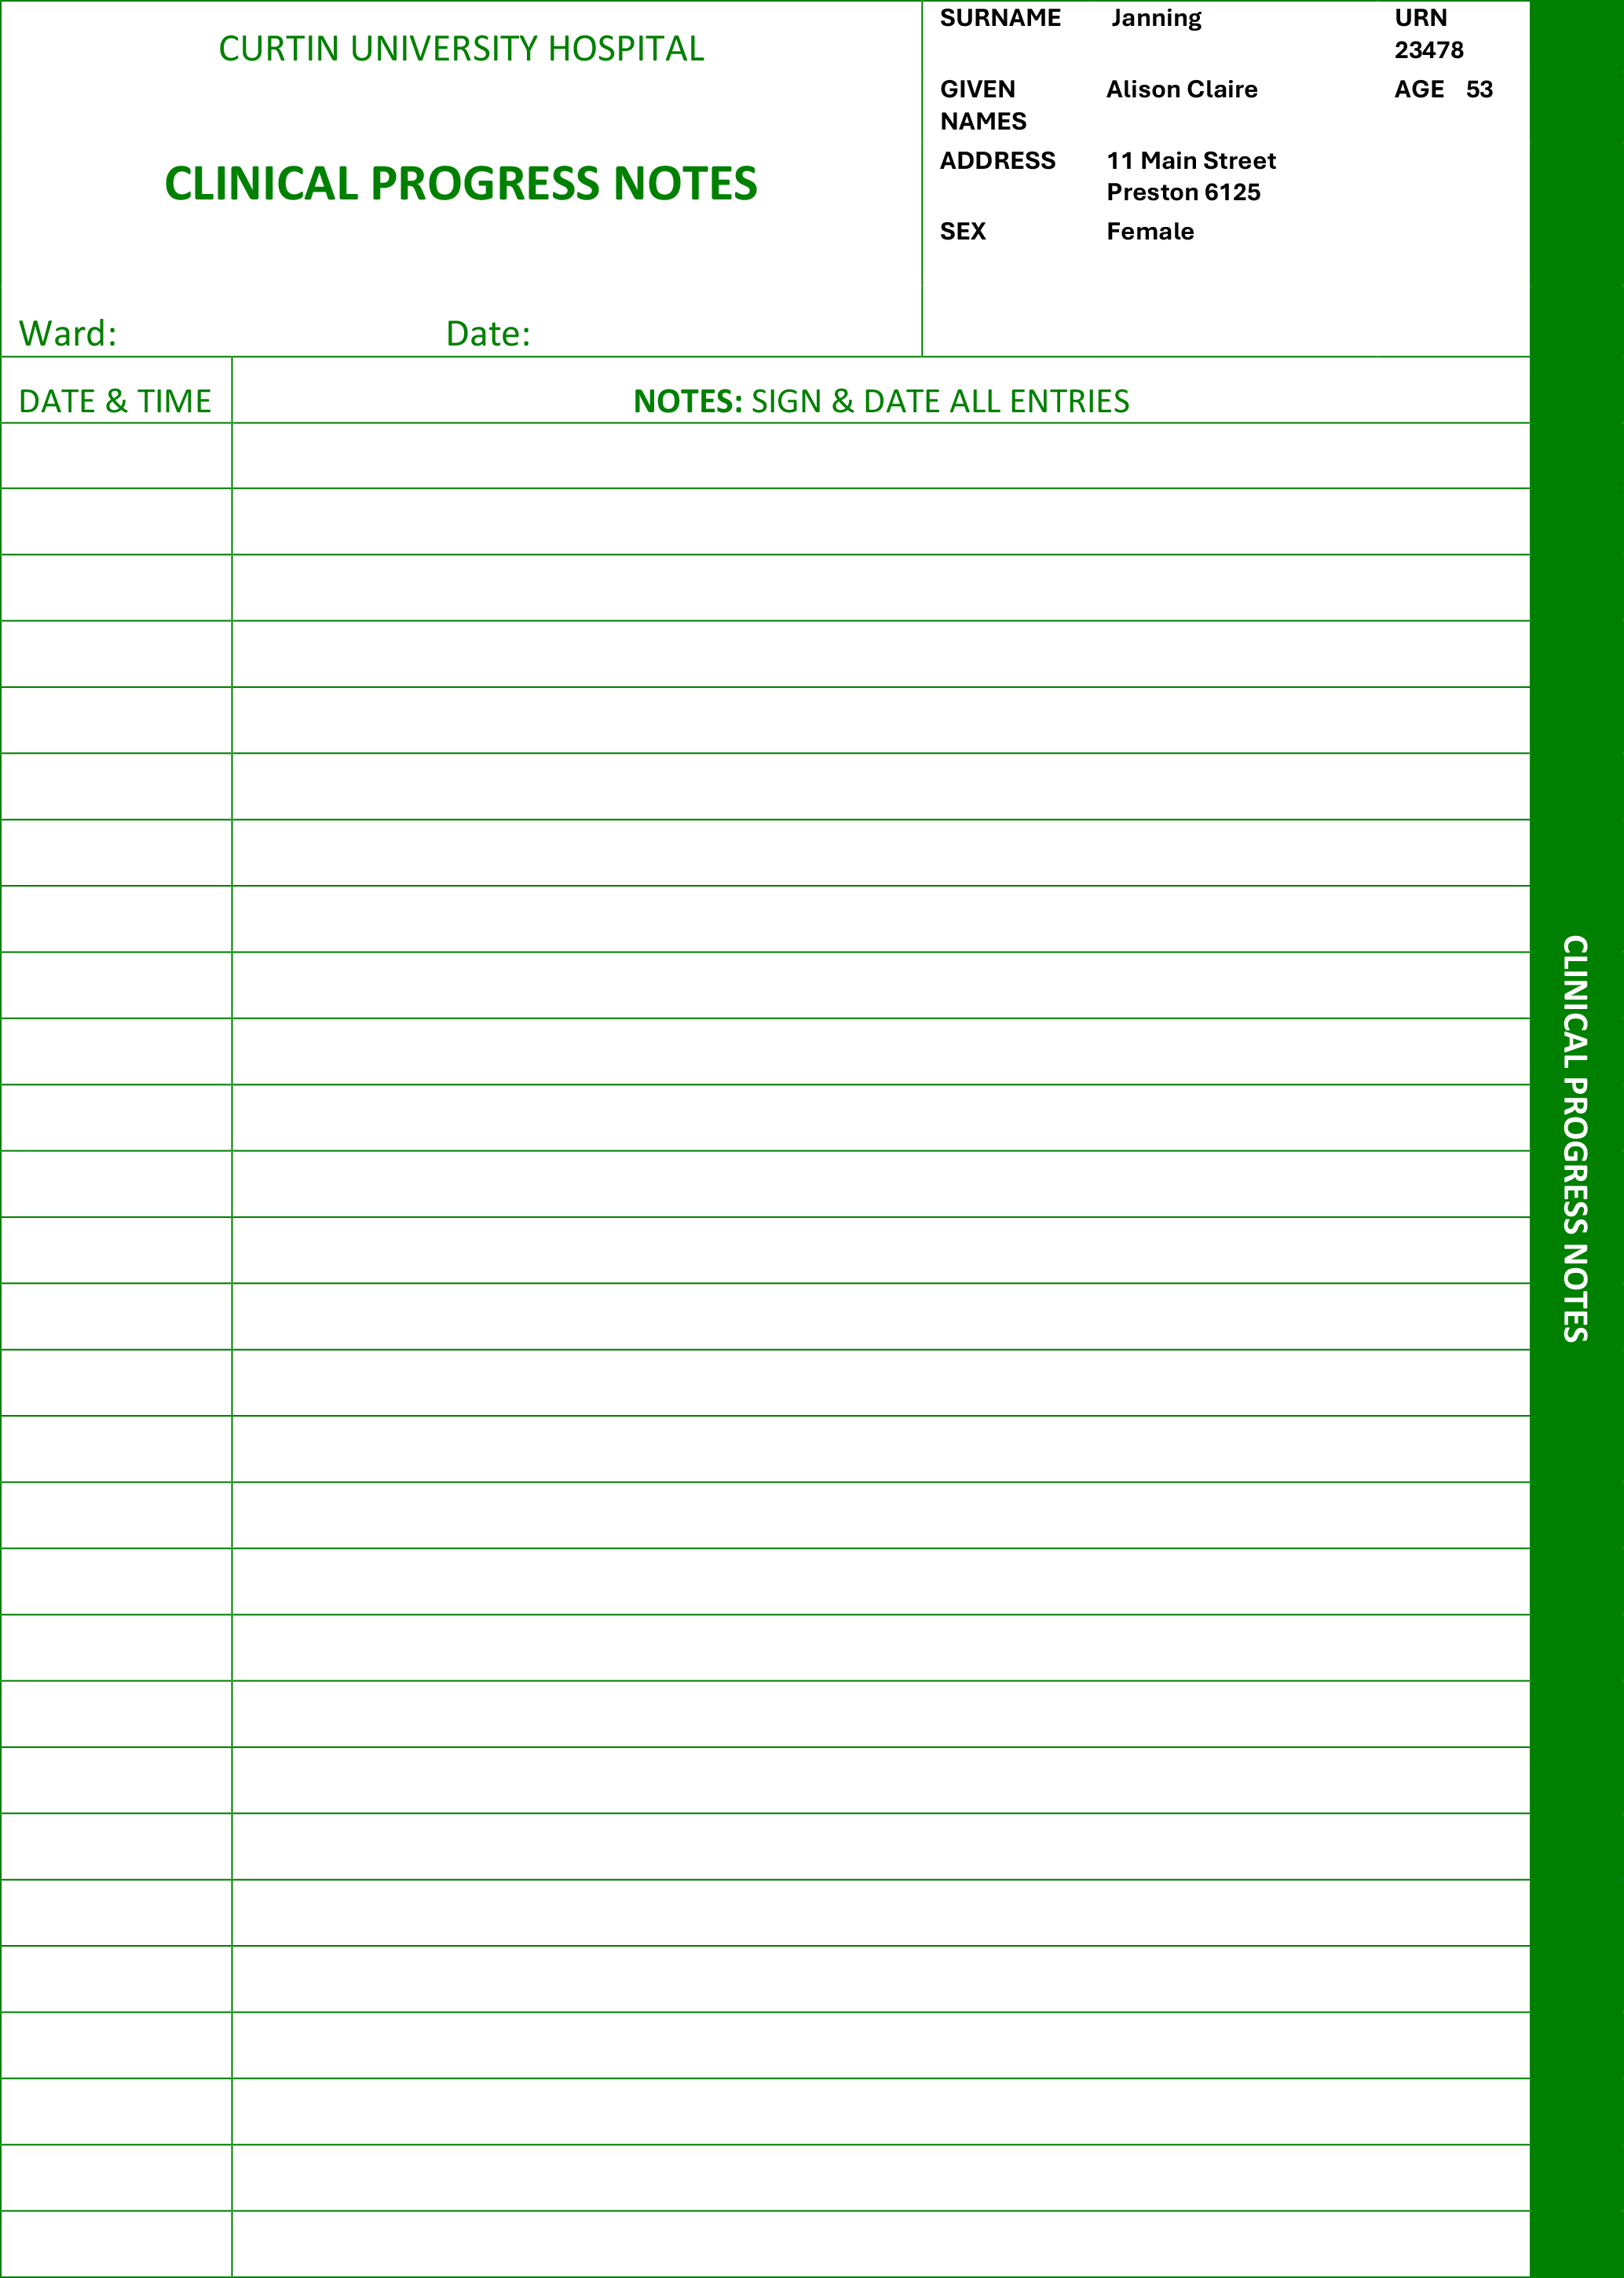 CURTIN UNIVERSITY HOSPITAL
CLINICAL PROGRESS NOTES
Ward: Date:
SURNAME Janning URN
23478
GIVEN Alison Claire AGE 53
NAMES
ADDRESS 11 Main Street
Preston 6125
SEX Female
DATE & TIME NOTES: SIGN & DATE ALL ENTRIES
CLINICAL PROGRESS NOTES